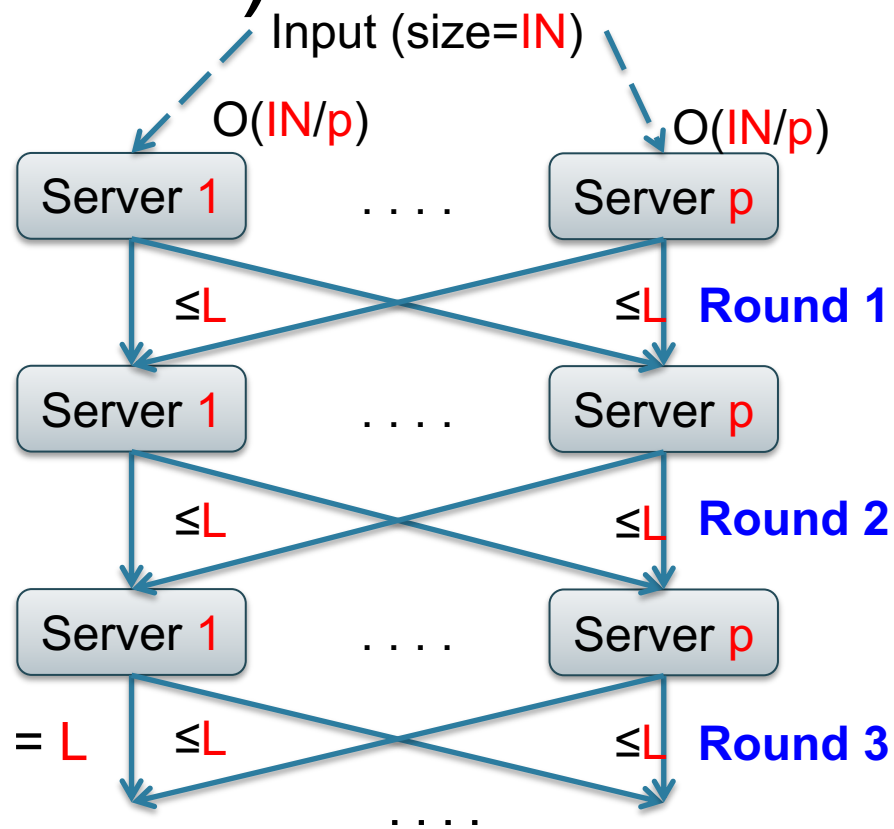 )
Input (size=IN)
O(IN/p) O(IN/p)
Server 1 . . . . Server p
≤L ≤L Round 1
Server 1 . . . . Server p
≤L ≤L Round 2
Server 1 . . . . Server p
= L ≤L ≤L Round 3
. . . .